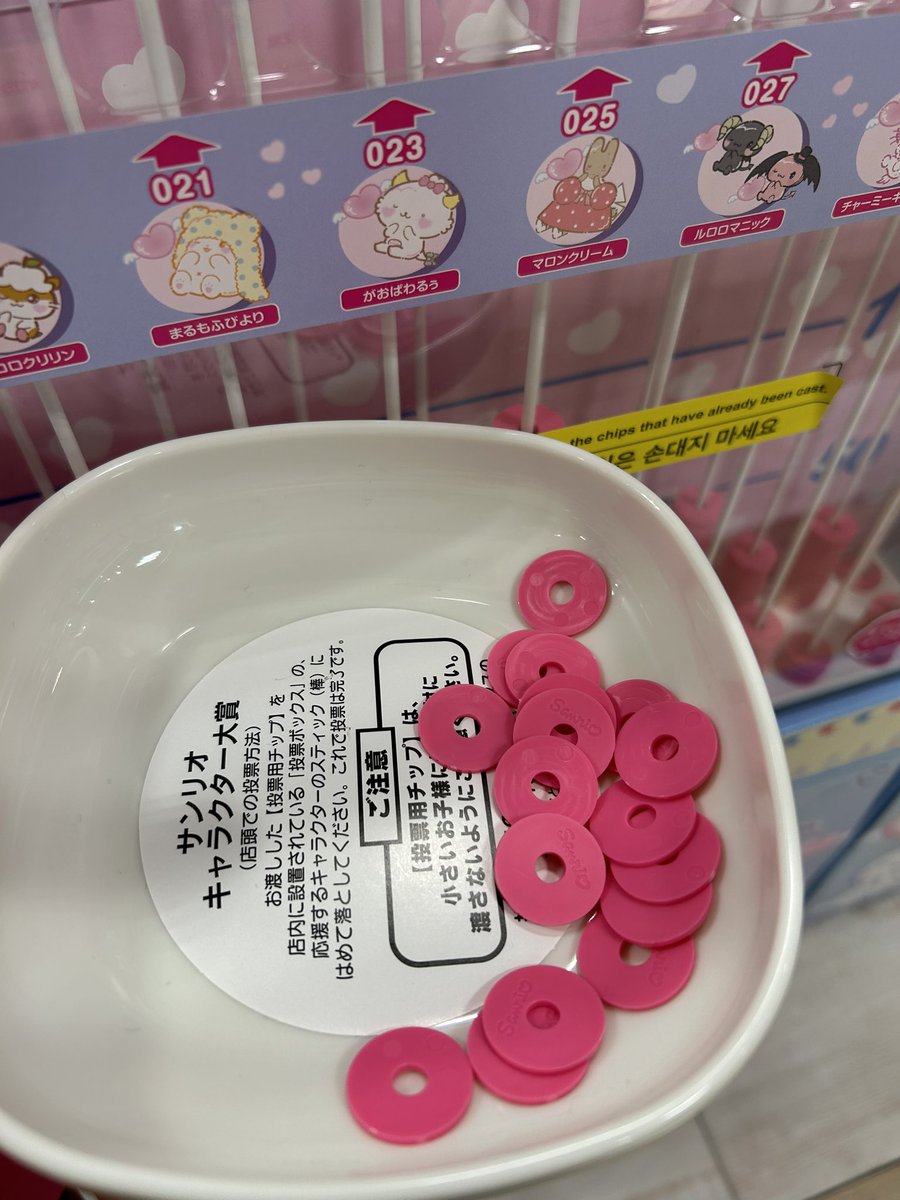 021
023
025
027
ロクリリン
まるもふびより
がおぱわるぅ
マロンクリーム
ルロロマニック
チャーミーキ
the chips that have already been cast.
은 손대지 마세요
サンリオ
キャラクター大賞
(店頭での投票方法)
お渡しした【投票用チップ】を
店内に設置されている「投票ボックス」の、
応援するキャラクターのスティック（棒）に
はめて落としてください。これで投票は完了です。
ご注意
【投票用チップ】は、
小さいお子様に
渡さないように
さい。
Sanrio
Sanrio
Sanrio